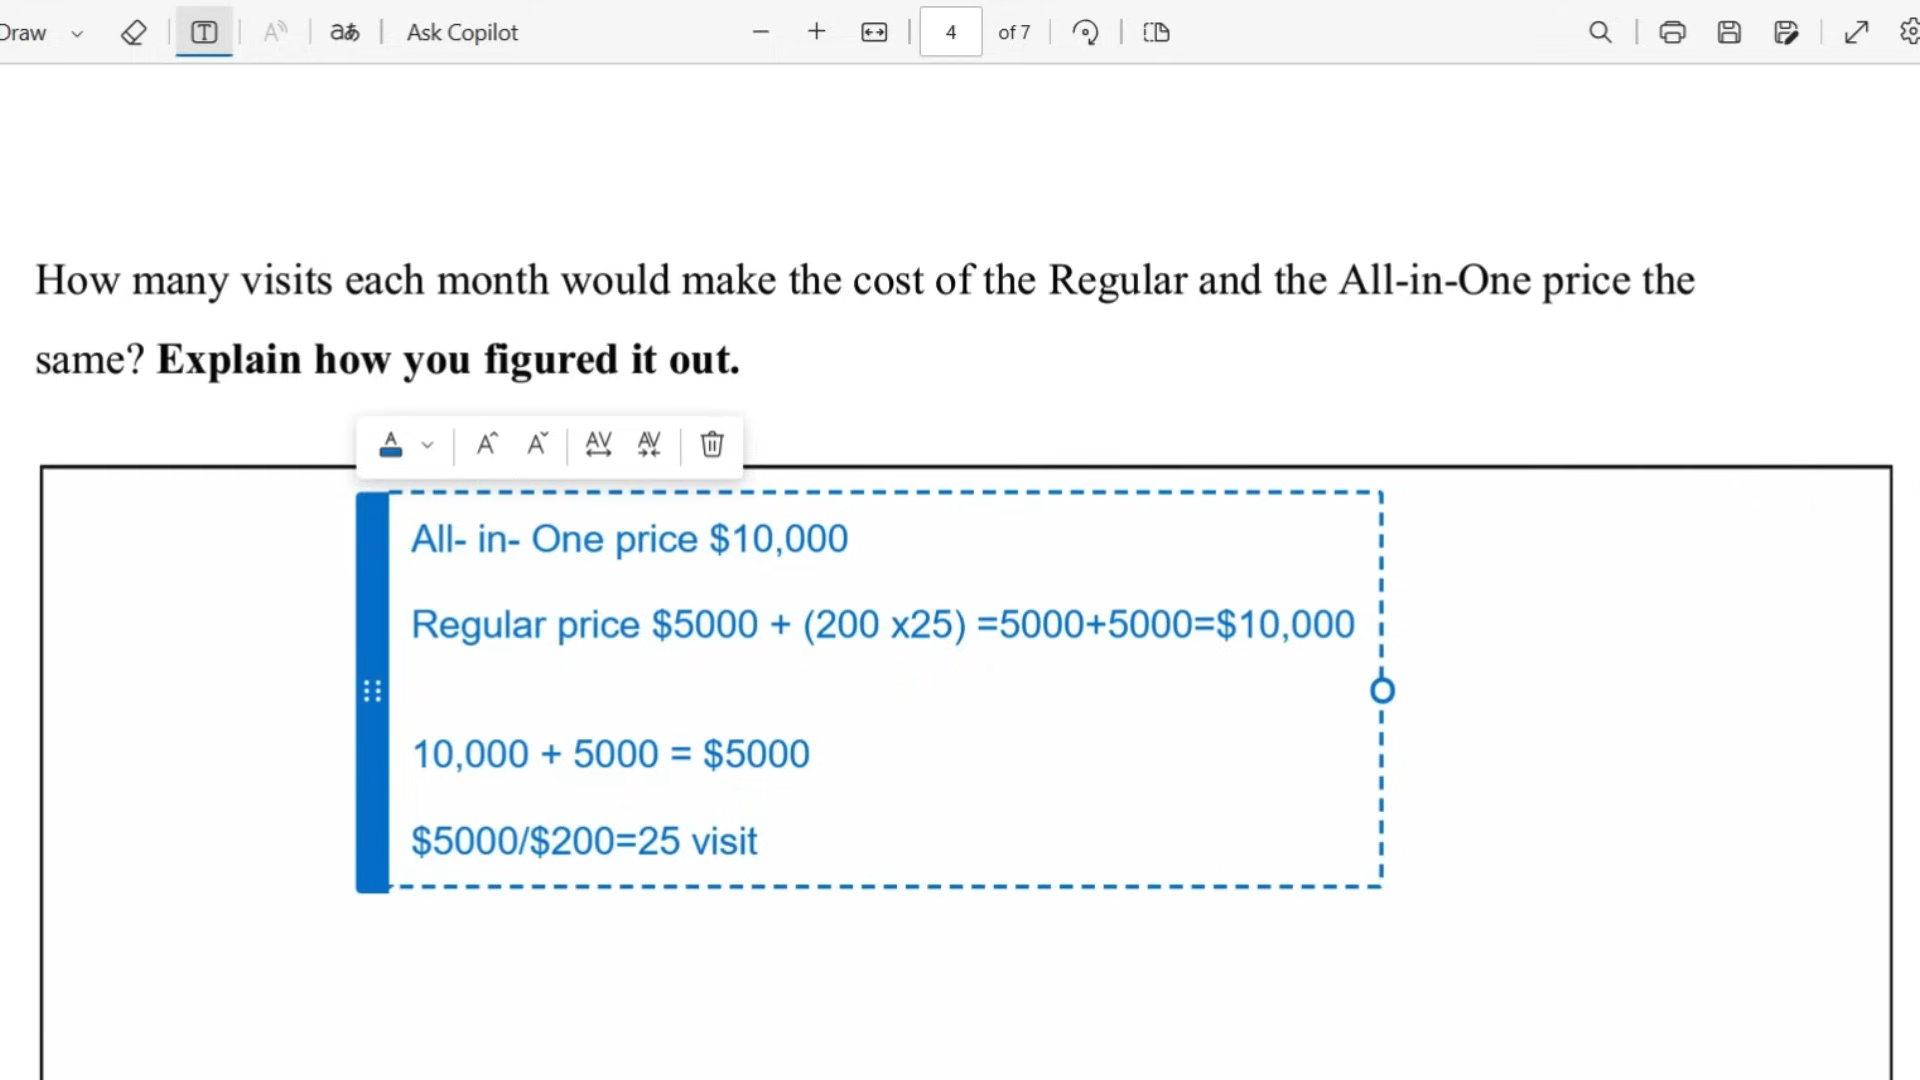 Draw
Ask Copilot
4 of 7
How many visits each month would make the cost of the Regular and the All-in-One price the
same? Explain how you figured it out.
All- in- One price $10,000
Regular price $5000 + (200 x25) =5000+5000=$10,000
10,000 + 5000 = $5000
$5000/$200=25 visit